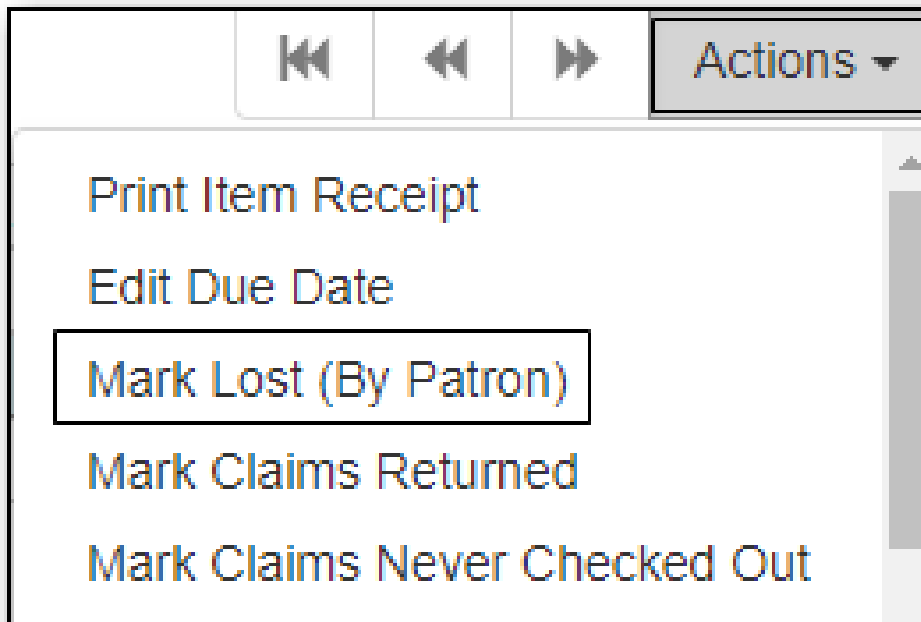 Actions
Print Item Receipt
Edit Due Date
Mark Lost (By Patron)
Mark Claims Returned
Mark Claims Never Checked Out